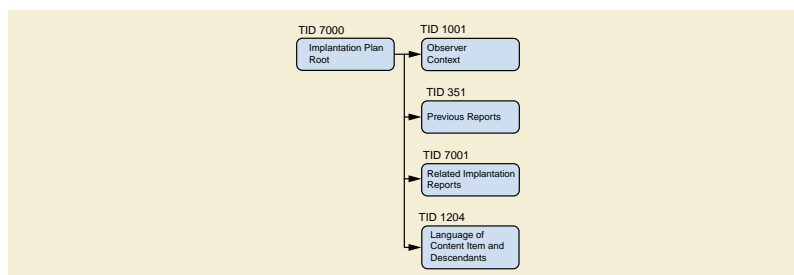 TID 7000
Implantation Plan
Root
TID 1001
Observer
Context
TID 351
Previous Reports
TID 7001
Related Implantation
Reports
TID 1204
Language of
Content Item and
Descendants